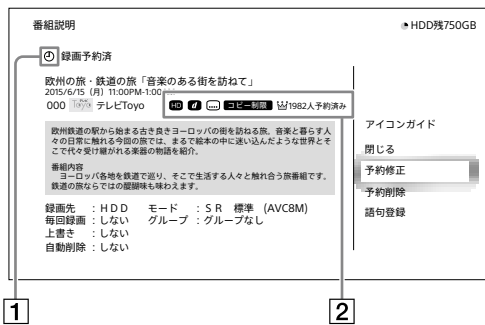 番組説明
HDD残750GB
録画予約済
欧州の旅・鉄道の旅「音楽のある街を訪ねて」
2015/6/15（月）11:00PM-1:00
000 Toyo テレビToyo HD d コピー制限 1982人予約済み
欧州鉄道の駅から始まる古き良きヨーロッパの街を訪ねる旅。音楽と暮らす人
々の日常に触れる今回の旅では、まるで絵本の中に迷い込んだような世界とそ
こで代々受け継がれる楽器の物語を紹介。
番組内容
ヨーロッパ各地を鉄道で巡り、そこで生活する人々と触れ合う旅番組です。
鉄道の旅ならではの醍醐味も味わえます。
録画先 ：HDD モード ：SR 標準 (AVC8M)
毎回録画：しない グループ ：グループなし
上書き ：しない
自動削除：しない
アイコンガイド
閉じる
予約修正
予約削除
語句登録
1
2